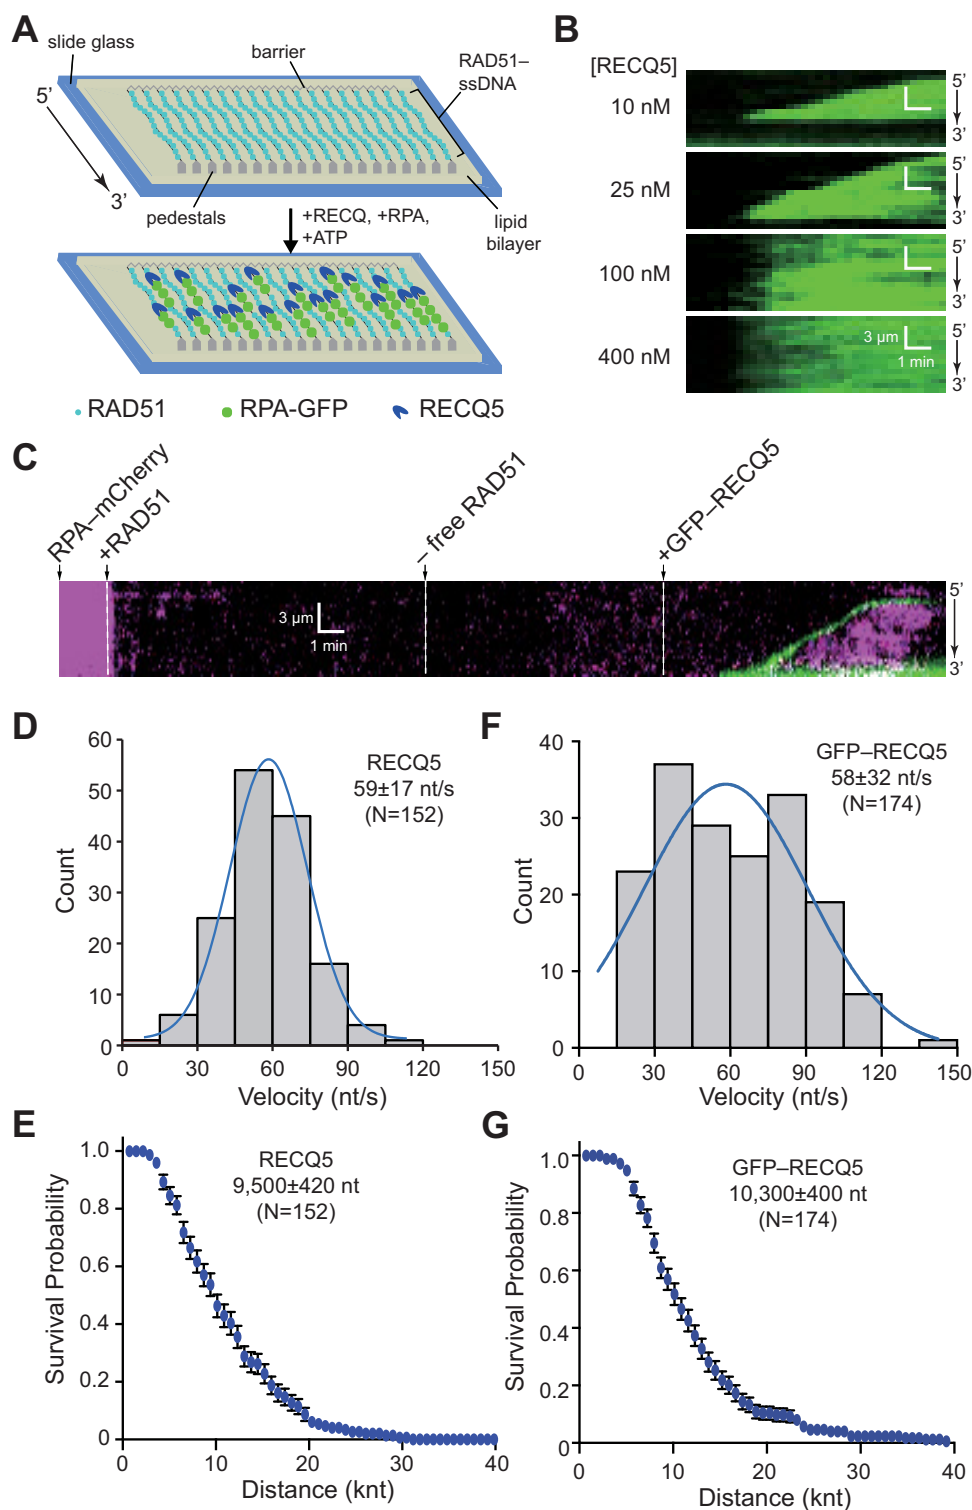 A
slide glass
barrier
RAD51–
ssDNA
5’
3’
pedestals
+RECQ, +RPA,
+ATP
lipid
bilayer
RAD51
RPA-GFP
RECQ5
B
[RECQ5]
10 nM
5’
3’
25 nM
5’
3’
100 nM
5’
3’
400 nM
3 µm
1 min
5’
3’
C
RPA–mCherry
+RAD51
– free RAD51
+GFP–RECQ5
3 µm
1 min
5’
3’
D
RECQ5
59±17 nt/s
(N=152)
Count
60
50
40
30
20
10
0
0 30 60 90 120 150
Velocity (nt/s)
F
GFP–RECQ5
58±32 nt/s
(N=174)
Count
40
30
20
10
0
0 30 60 90 120 150
Velocity (nt/s)
E
RECQ5
9,500±420 nt
(N=152)
Survival Probability
1.0
0.8
0.6
0.4
0.2
0
0 10 20 30 40
Distance (knt)
G
GFP–RECQ5
10,300±400 nt
(N=174)
Survival Probability
1.0
0.8
0.6
0.4
0.2
0
0 10 20 30 40
Distance (knt)